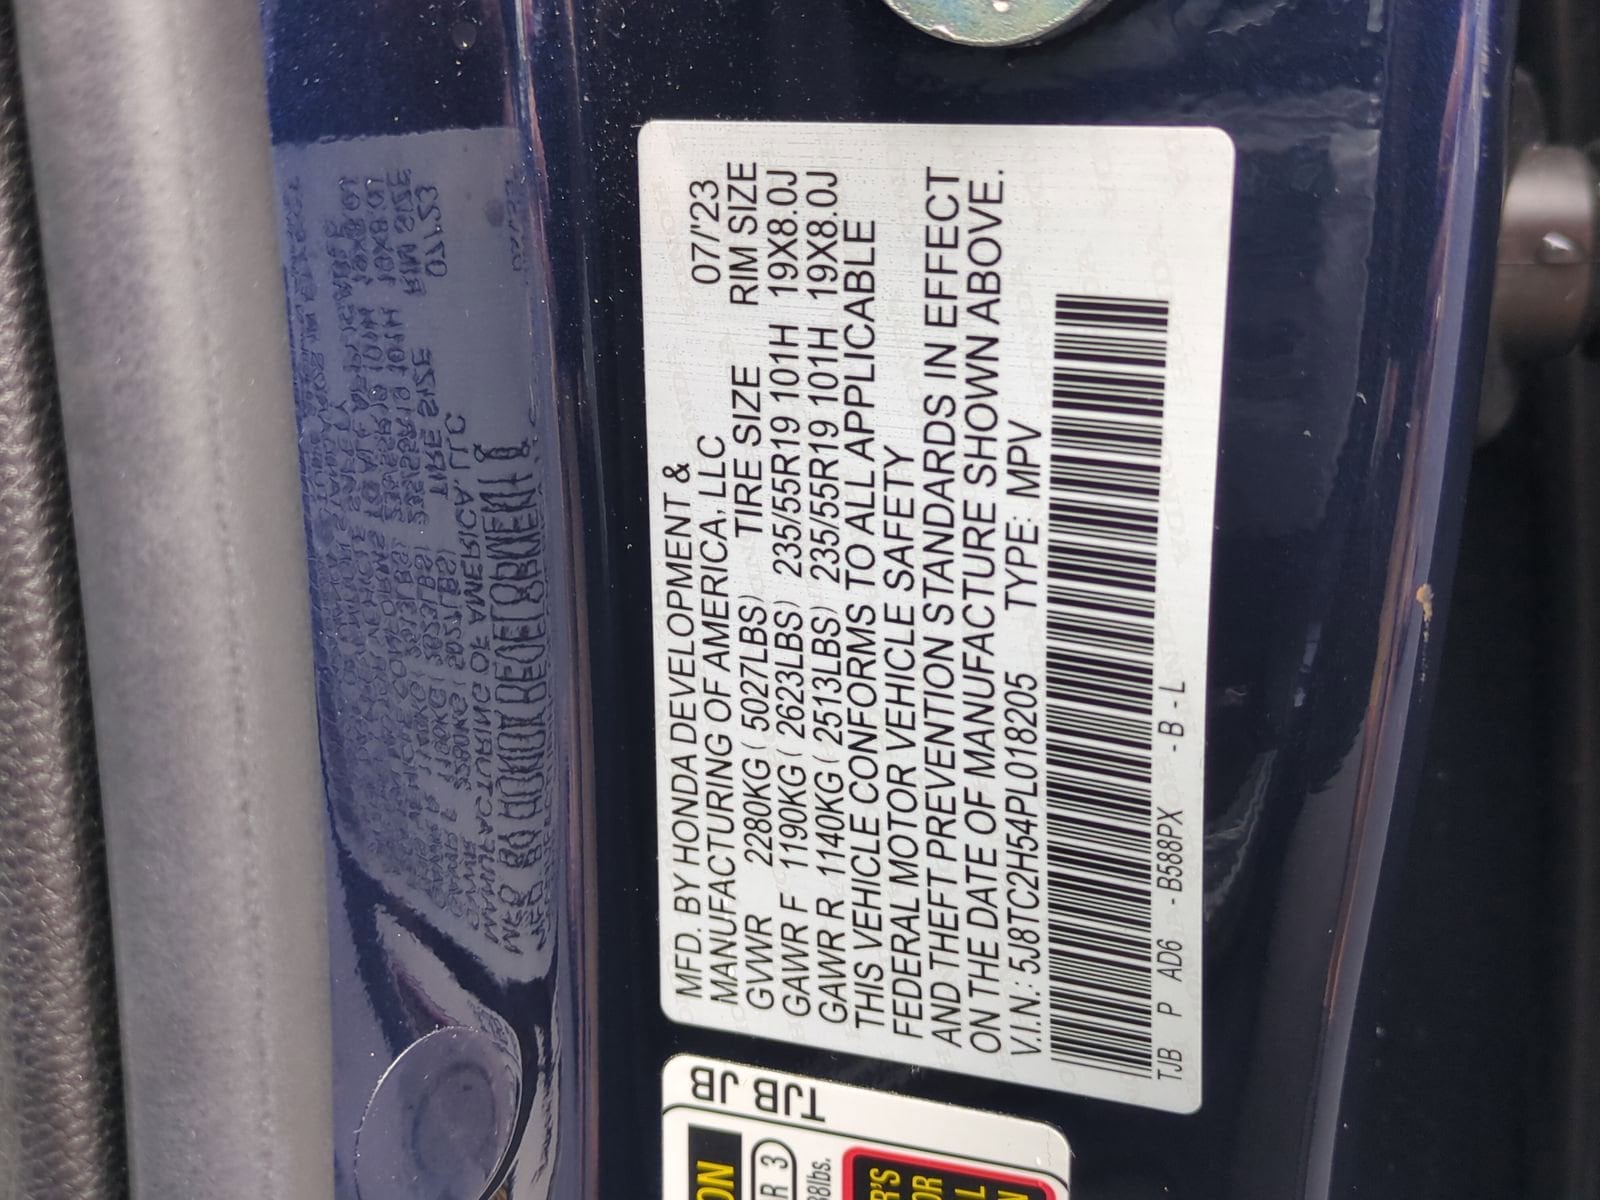 MFD. BY HONDA DEVELOPMENT &
MANUFACTURING OF AMERICA, LLC 07/'23
GVWR 2280KG ( 5027LBS) TIRE SIZE RIM SIZE
GAWR F 1190KG ( 2623LBS) 235/55R19 101H 19X8.0J
GAWR R 1140KG ( 2513LBS) 235/55R19 101H 19X8.0J
THIS VEHICLE CONFORMS TO ALL APPLICABLE
FEDERAL MOTOR VEHICLE SAFETY
AND THEFT PREVENTION STANDARDS IN EFFECT
ON THE DATE OF MANUFACTURE SHOWN ABOVE.
V.I.N.: 5J8TC2H54PL018205 TYPE: MPV
TJB P AD6 - B588PX - B - L
TJB JB